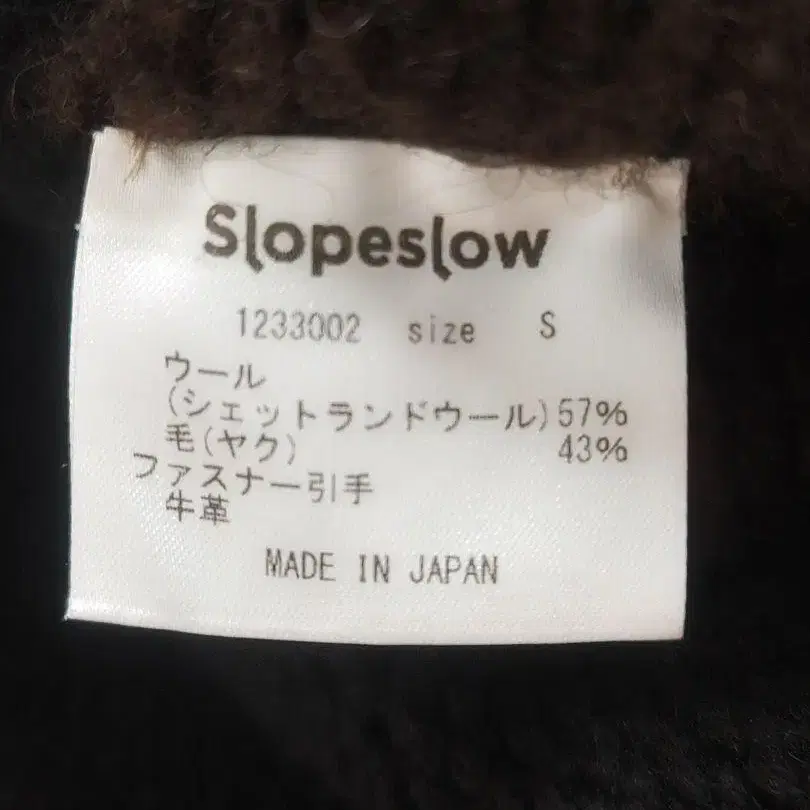 Slopeslow
1233002 size S
ウール
(シェットランドウール)57%
毛(ヤク) 43%
ファスナー引手
牛革
MADE IN JAPAN